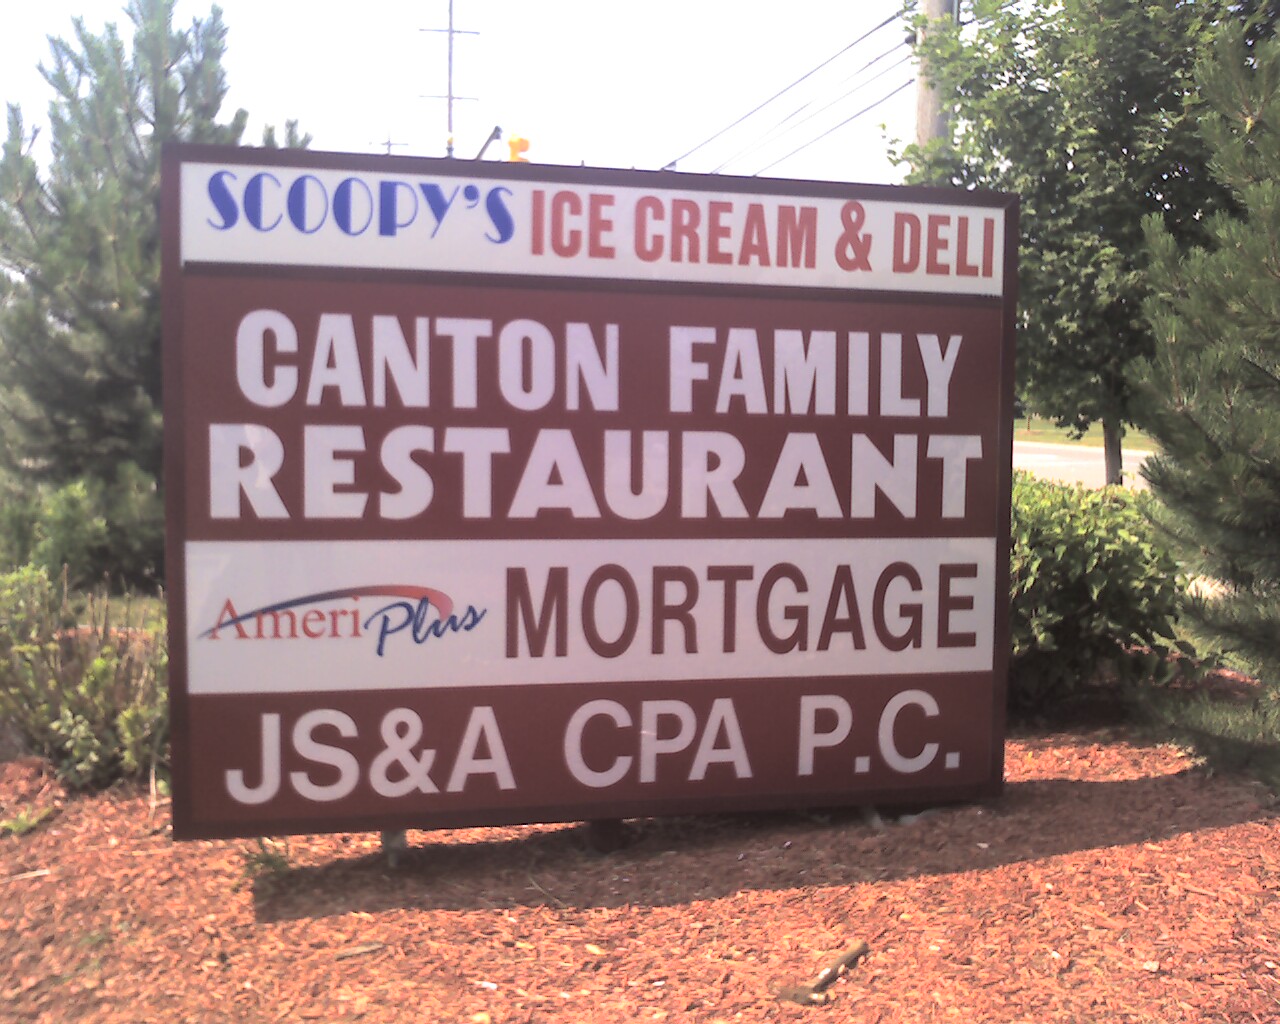 SCOOPY'S ICE CREAM & DELI
CANTON FAMILY
RESTAURANT
AmeriPlus MORTGAGE
JS&A CPA P.C.